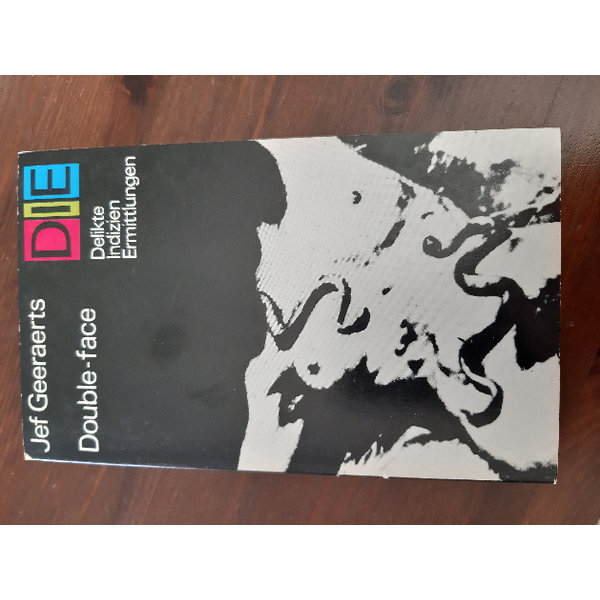 Jef Geeraerts
Double-face
DIE
Delikte
Indizien
Ermittlungen